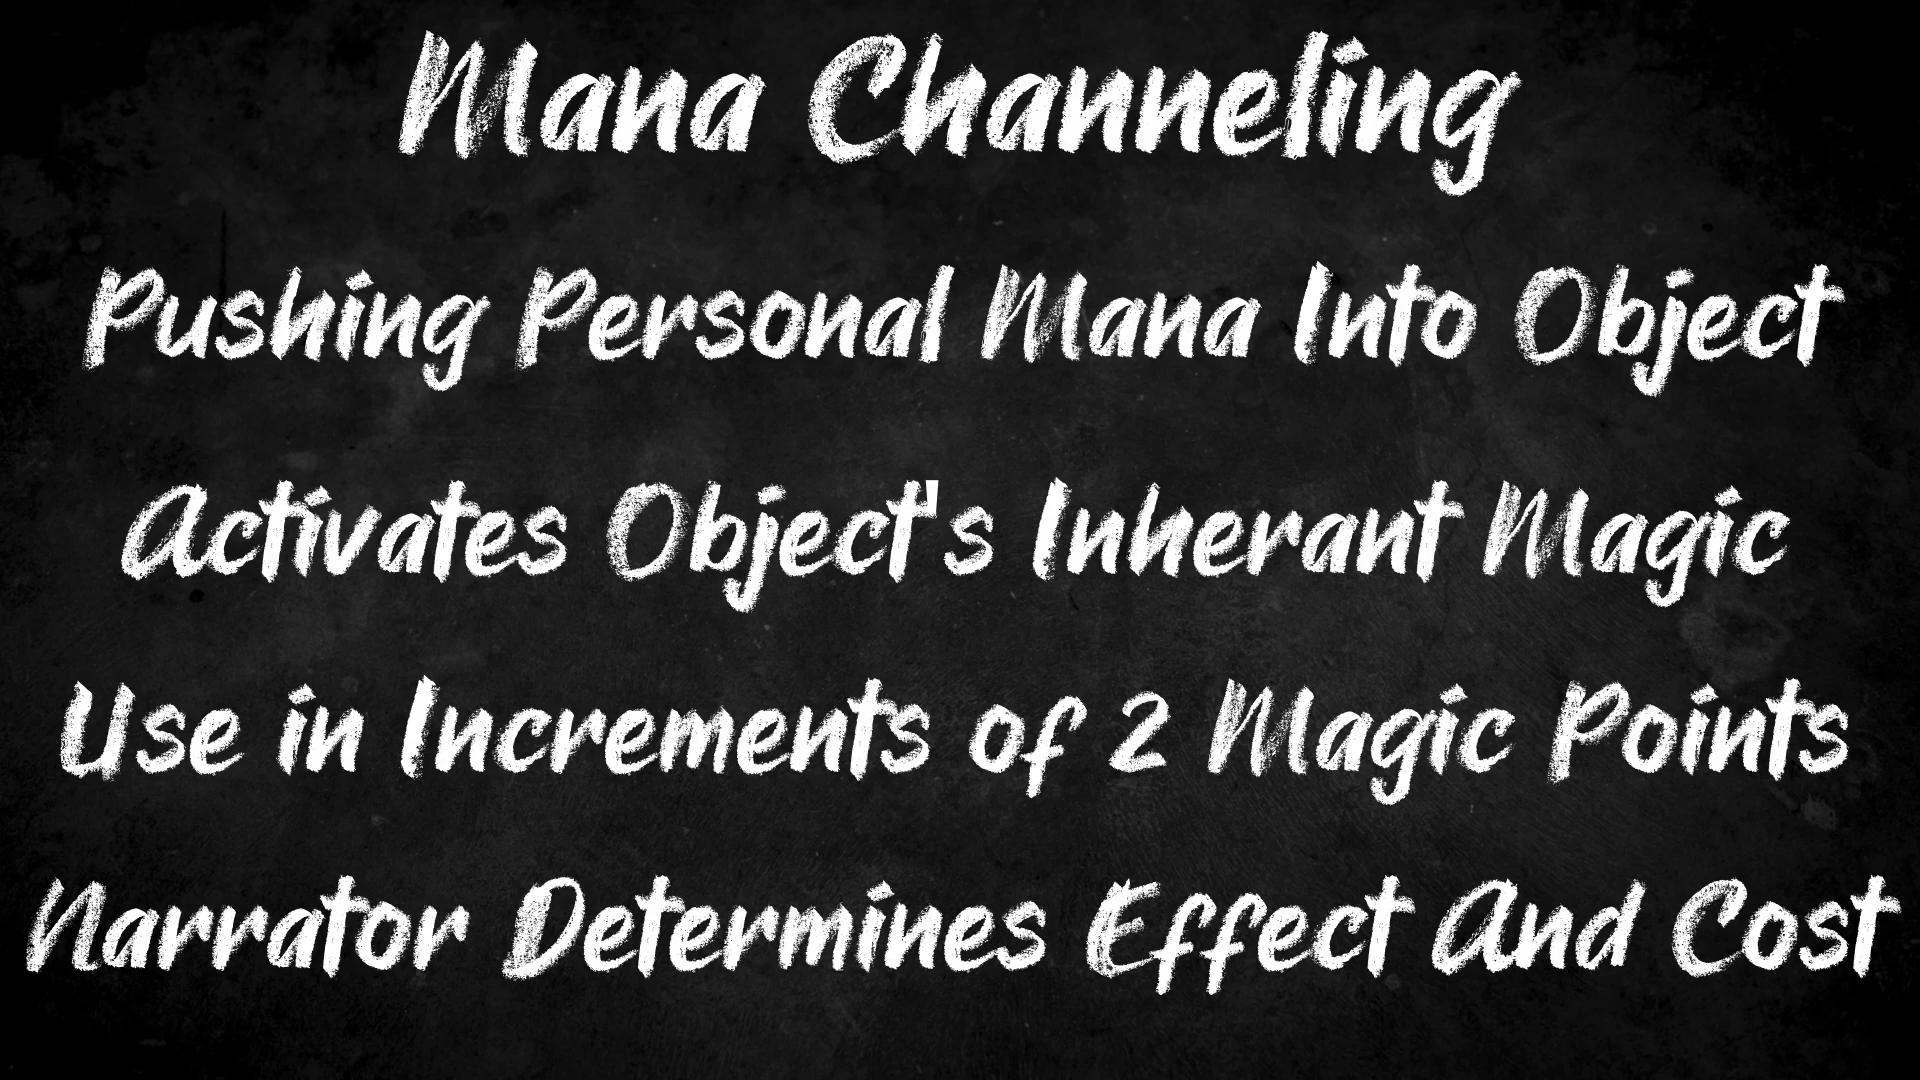 Mana Channeling
Pushing Personal Mana Into Object
Activates Object's Inherant Magic
Use in Increments of 2 Magic Points
Narrator Determines Effect And Cost